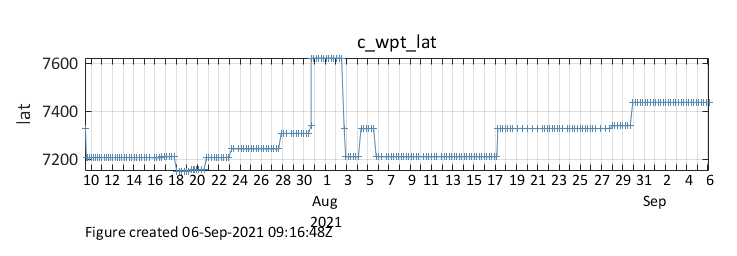 c_wpt_lat
7600
7400
7200
lat
10 12 14 16 18 20 22 24 26 28 30 1 3 5 7 9 11 13 15 17 19 21 23 25 27 29 31 2 4 6
Aug Sep
2021
Figure created 06-Sep-2021 09:16:48Z